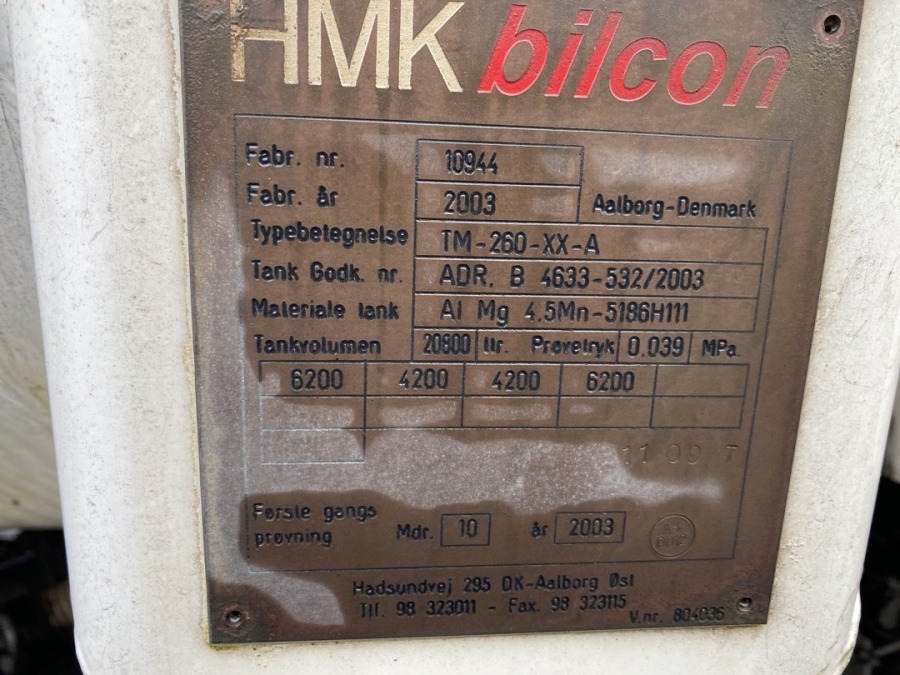 HMK bilcon
Fabr. nr. 10944
Fabr. år 2003 Aalborg-Denmark
Typebetegnelse TM-260-XX-A
Tank Godk. nr. ADR. B 4633-532/2003
Materiale tank Al Mg 4.5Mn-5186H111
Tankvolumen 20800 ltr. Prøvetryk 0.039 MPa.
6200 4200 4200 6200
11 09 T
Første gangs
prøvning Mdr. 10 år 2003
Hadsundvej 295 DK-Aalborg Øst
Tlf. 98 323011 - Fax. 98 323115
V.nr. 804036